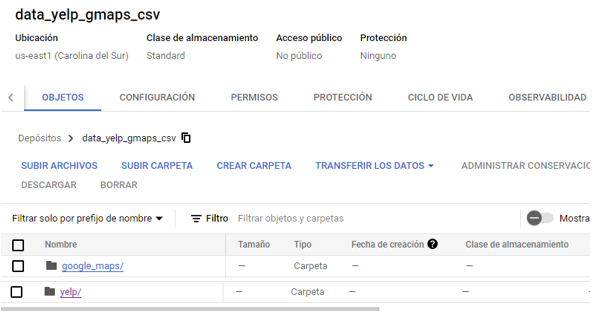 data_yelp_gmaps_csv
Ubicación Clase de almacenamiento Acceso público Protección
us-east1 (Carolina del Sur) Standard No público Ninguno
OBJETOS CONFIGURACIÓN PERMISOS PROTECCIÓN CICLO DE VIDA OBSERVABILIDAD
Depósitos > data_yelp_gmaps_csv
SUBIR ARCHIVOS SUBIR CARPETA CREAR CARPETA TRANSFERIR LOS DATOS ADMINISTRAR CONSERVACIO
DESCARGAR BORRAR
Filtrar solo por prefijo de nombre Filtro Filtrar objetos y carpetas Mostra
Nombre Tamaño Tipo Fecha de creación Clase de almacenamiento
google_maps/ — Carpeta — —
yelp/ — Carpeta — —